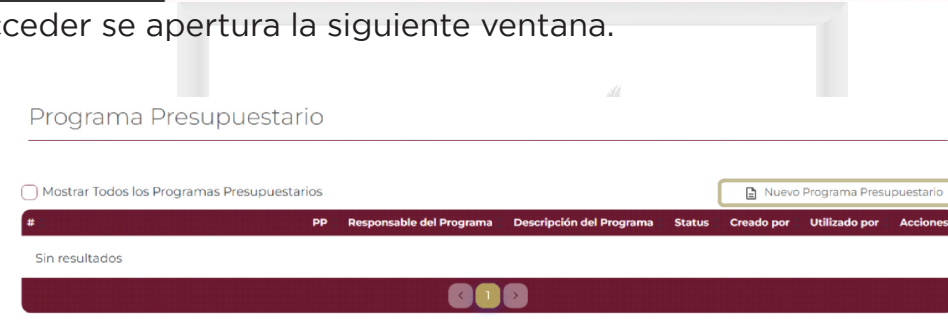 se apertura la siguiente ventana.
Programa Presupuestario
Mostrar Todos los Programas Presupuestarios
Nuevo Programa Presupuestario
# PP Responsable del Programa Descripción del Programa Status Creado por Utilizado por Acciones
Sin resultados
< 1 >